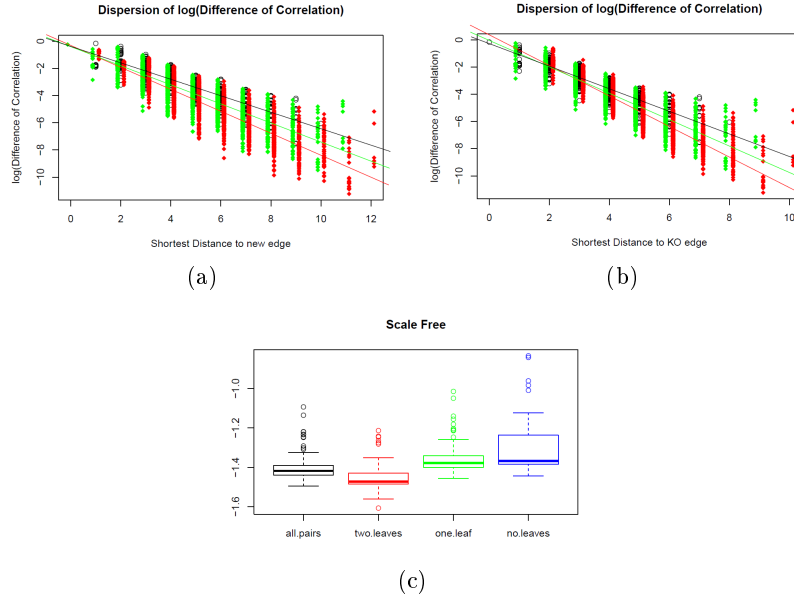 Dispersion of log(Difference of Correlation)
log(Difference of Correlation)
0
−2
−4
−6
−8
−10
0 2 4 6 8 10 12
Shortest Distance to new edge
(a)
Dispersion of log(Difference of Correlation)
log(Difference of Correlation)
0
−2
−4
−6
−8
−10
0 2 4 6 8 10
Shortest Distance to KO edge
(b)
Scale Free
−1.0
−1.2
−1.4
−1.6
all.pairs two.leaves one.leaf no.leaves
(c)